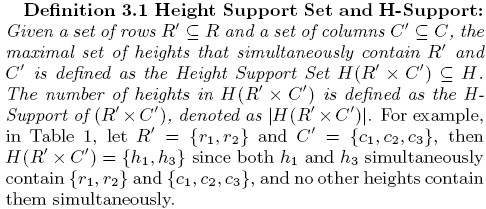 Definition 3.1 Height Support Set and H-Support:
Given a set of rows R′ ⊆ R and a set of columns C′ ⊆ C, the
maximal set of heights that simultaneously contain R′ and
C′ is defined as the Height Support Set H(R′ × C′) ⊆ H.
The number of heights in H(R′ × C′) is defined as the H-
Support of (R′ × C′), denoted as |H(R′ × C′)|. For example,
in Table 1, let R′ = {r₁, r₂} and C′ = {c₁, c₂, c₃}, then
H(R′ × C′) = {h₁, h₃} since both h₁ and h₃ simultaneously
contain {r₁, r₂} and {c₁, c₂, c₃}, and no other heights contain
them simultaneously.